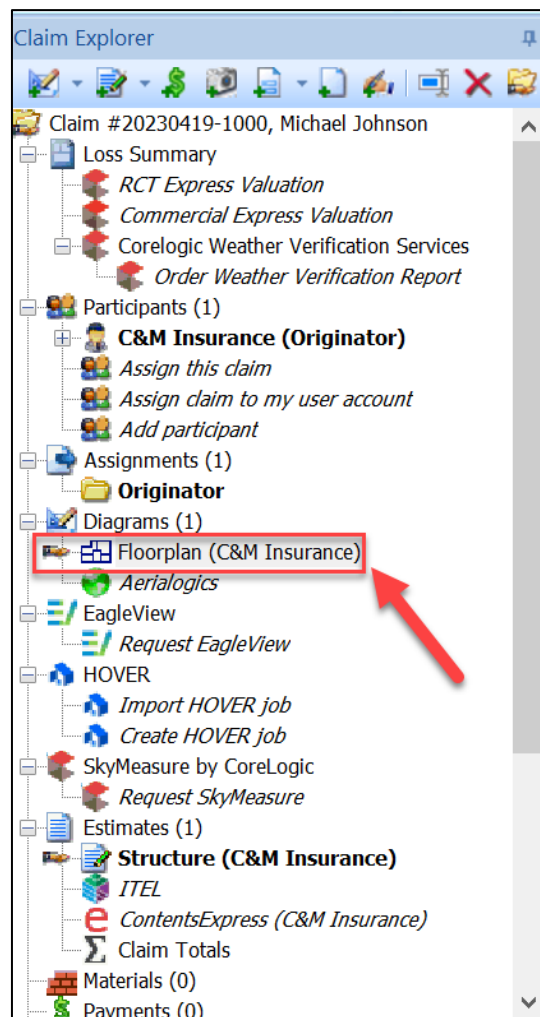 Claim Explorer
Claim #20230419-1000, Michael Johnson
Loss Summary
RCT Express Valuation
Commercial Express Valuation
Corelogic Weather Verification Services
Order Weather Verification Report
Participants (1)
C&M Insurance (Originator)
Assign this claim
Assign claim to my user account
Add participant
Assignments (1)
Originator
Diagrams (1)
Floorplan (C&M Insurance)
Aerialogics
EagleView
Request EagleView
HOVER
Import HOVER job
Create HOVER job
SkyMeasure by CoreLogic
Request SkyMeasure
Estimates (1)
Structure (C&M Insurance)
ITEL
ContentsExpress (C&M Insurance)
Claim Totals
Materials (0)
Payments (0)